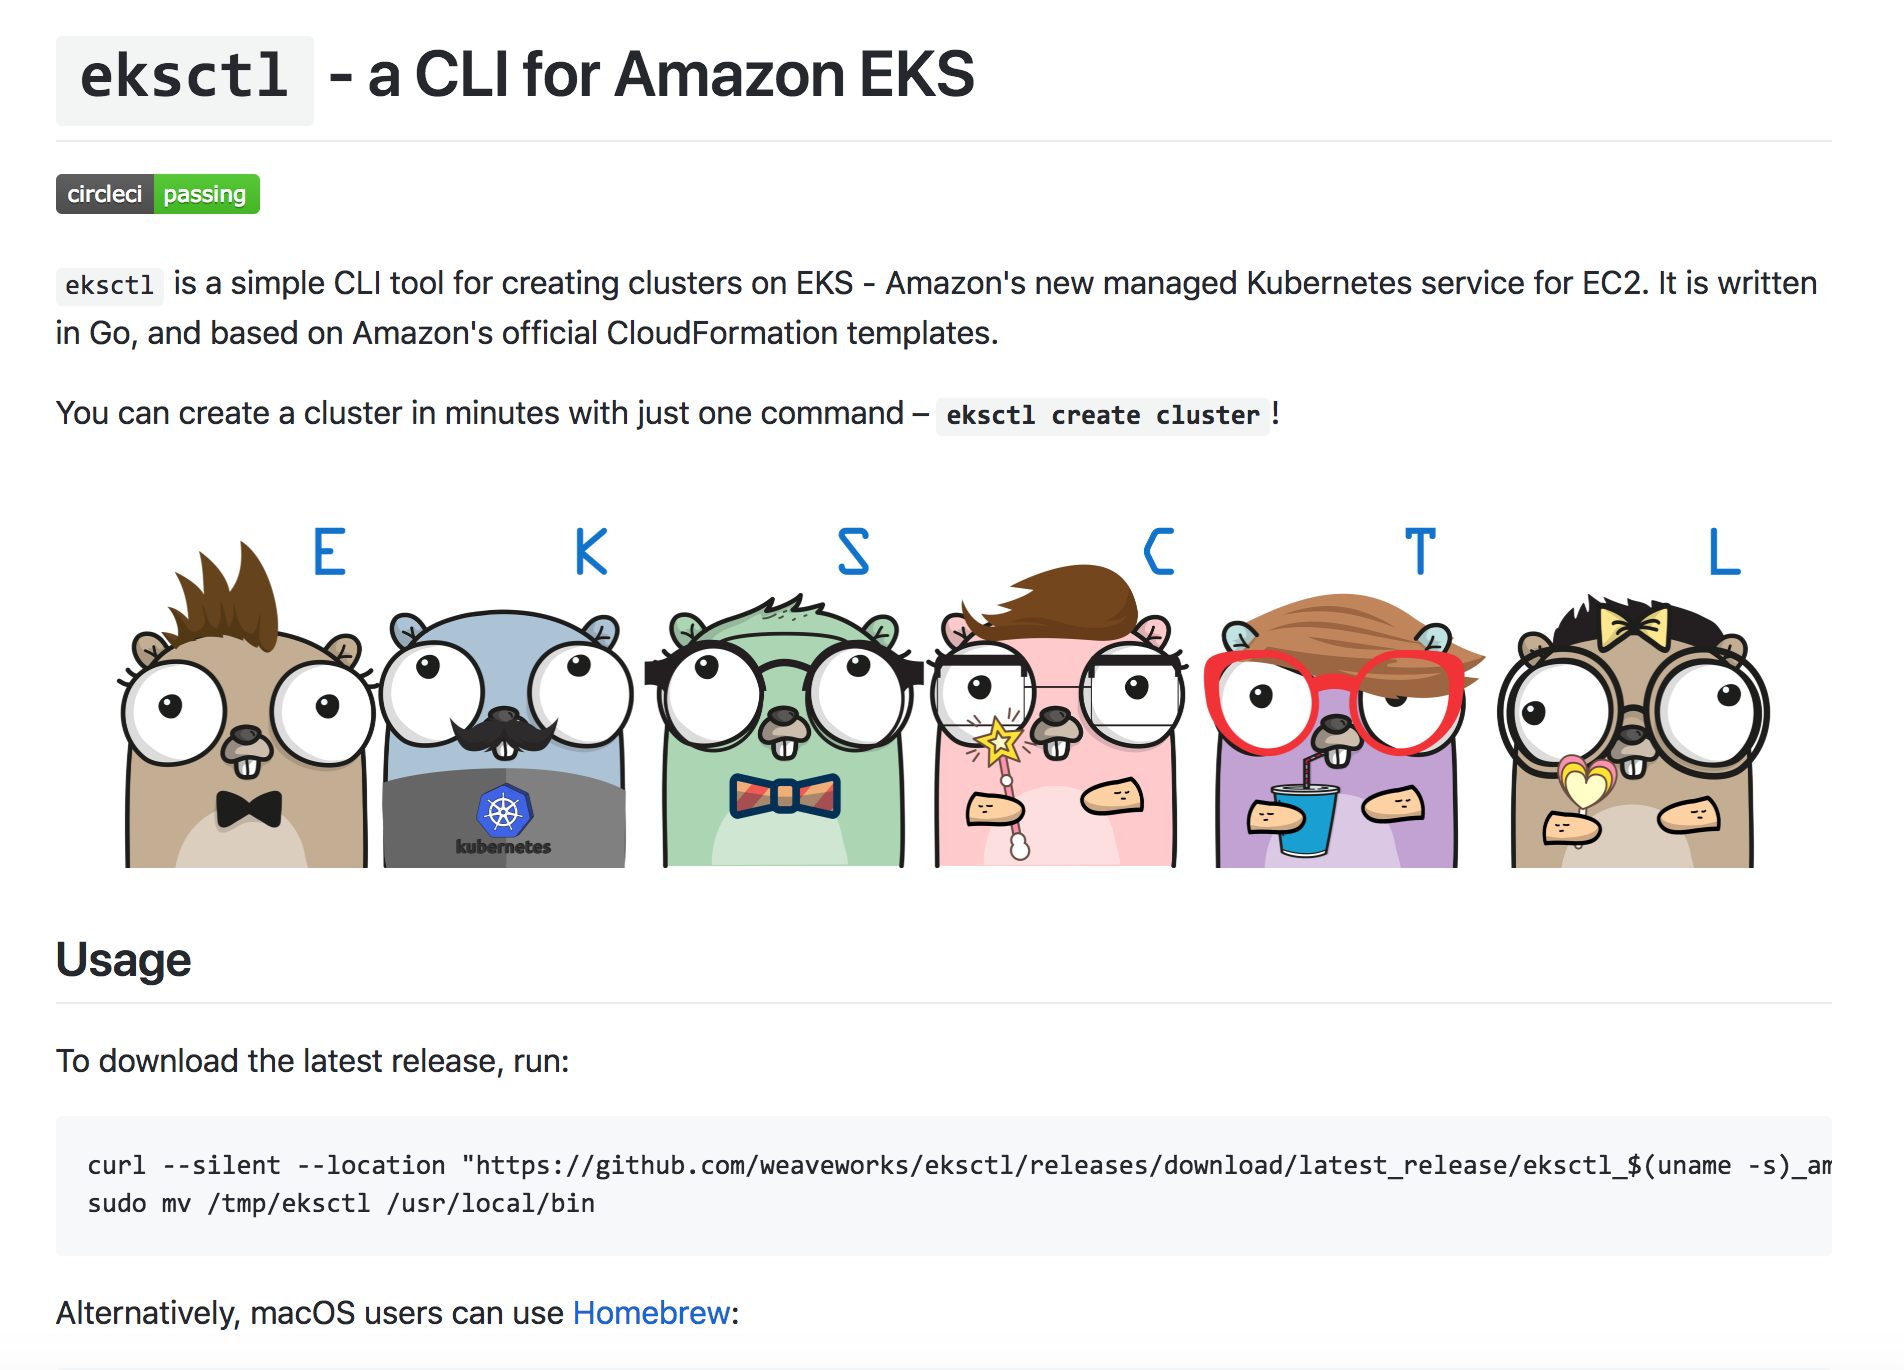 eksctl - a CLI for Amazon EKS
circleci passing
eksctl is a simple CLI tool for creating clusters on EKS - Amazon's new managed Kubernetes service for EC2. It is written
in Go, and based on Amazon's official CloudFormation templates.
You can create a cluster in minutes with just one command – eksctl create cluster!
E K S C T L
kubernetes
Usage
To download the latest release, run:
curl --silent --location "https://github.com/weaveworks/eksctl/releases/download/latest_release/eksctl_$(uname -s)_am
sudo mv /tmp/eksctl /usr/local/bin
Alternatively, macOS users can use Homebrew: